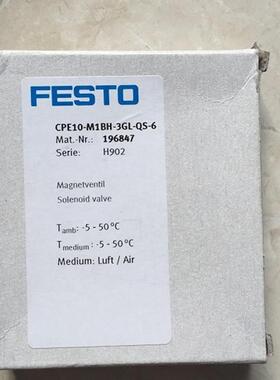 FESTO
CPE10-M1BH-3GL-QS-6
Mat.-Nr.: 196847
Serie: H902
Magnetventil
Solenoid valve
Tamb: -5 - 50°C
Tmedium: -5 - 50°C
Medium: Luft / Air